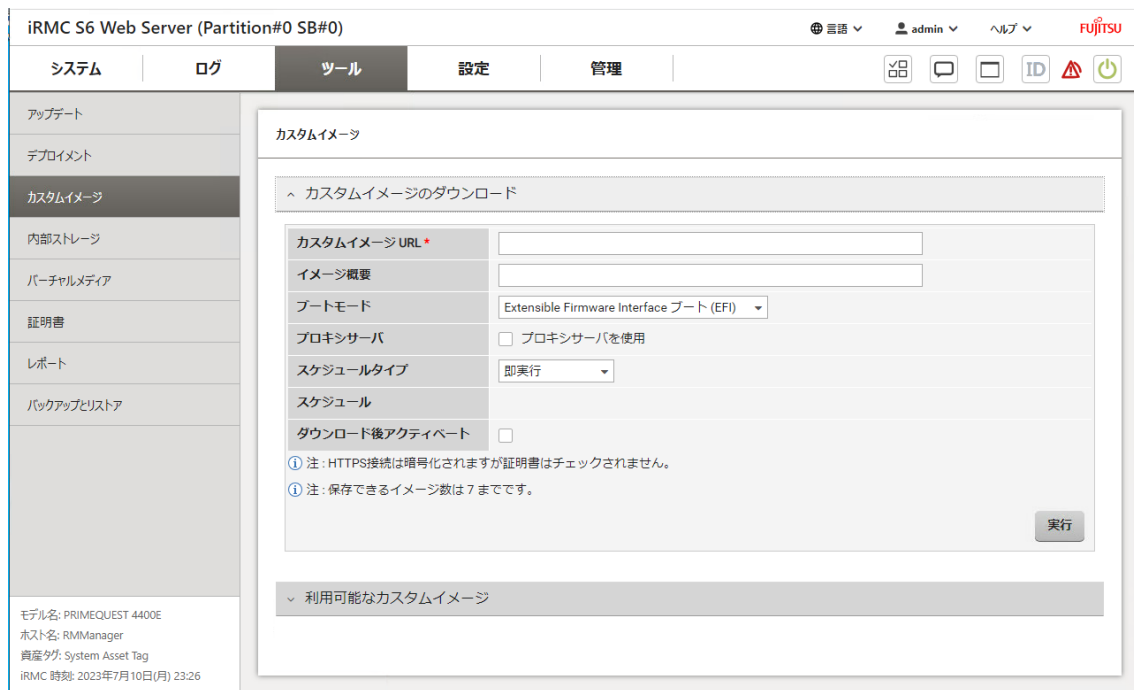 iRMC S6 Web Server (Partition#0 SB#0)
言語 admin ヘルプ FUJITSU
システム ログ ツール 設定 管理 ID
アップデート
デプロイメント
カスタムイメージ
内部ストレージ
バーチャルメディア
証明書
レポート
バックアップとリストア
モデル名: PRIMEQUEST 4400E
ホスト名: RMManager
資産タグ: System Asset Tag
iRMC 時刻: 2023年7月10日(月) 23:26
カスタムイメージ
カスタムイメージのダウンロード
カスタムイメージ URL *
イメージ概要
ブートモード Extensible Firmware Interface ブート (EFI)
プロキシサーバ プロキシサーバを使用
スケジュールタイプ 即実行
スケジュール
ダウンロード後アクティベート
注 : HTTPS接続は暗号化されますが証明書はチェックされません。
注 : 保存できるイメージ数は 7 までです。
実行
利用可能なカスタムイメージ